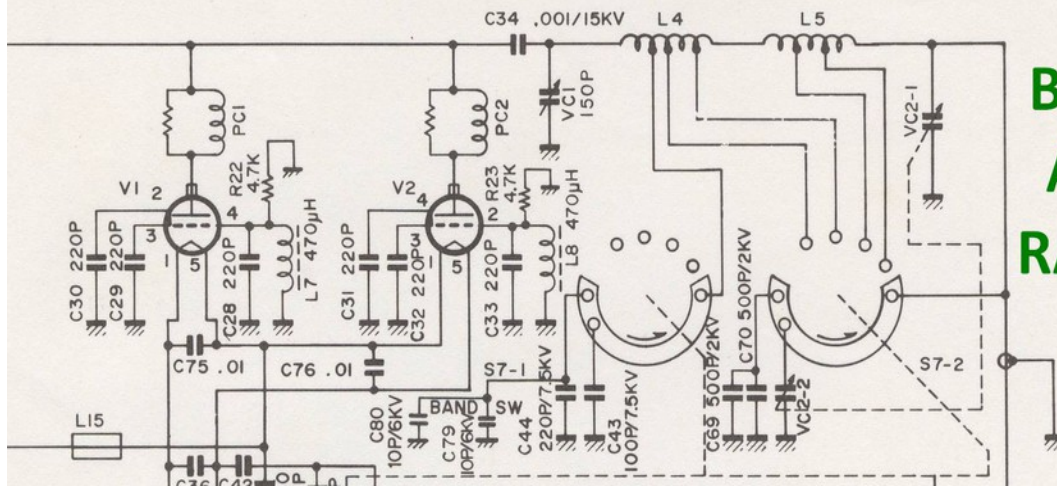 C34 .001/15KV
L4
L5
PC1
PC2
VC1
150P
VC2-1
B
A
RA
V1
2
4
3
1
5
R22
4.7K
V2
4
2
3
1
5
R23
4.7K
C30 220P
C29 220P
C28 220P
L7 470μH
C31 220P
C32 220P
C33 220P
L8 470μH
C75 .01
C76 .01
S7-1
BAND SW
C80
10P/6KV
C79
10P/6KV
C44
220P/7.5KV
C43
100P/7.5KV
C69 500P/2KV
C70 500P/2KV
VC2-2
S7-2
L15
C36
C42